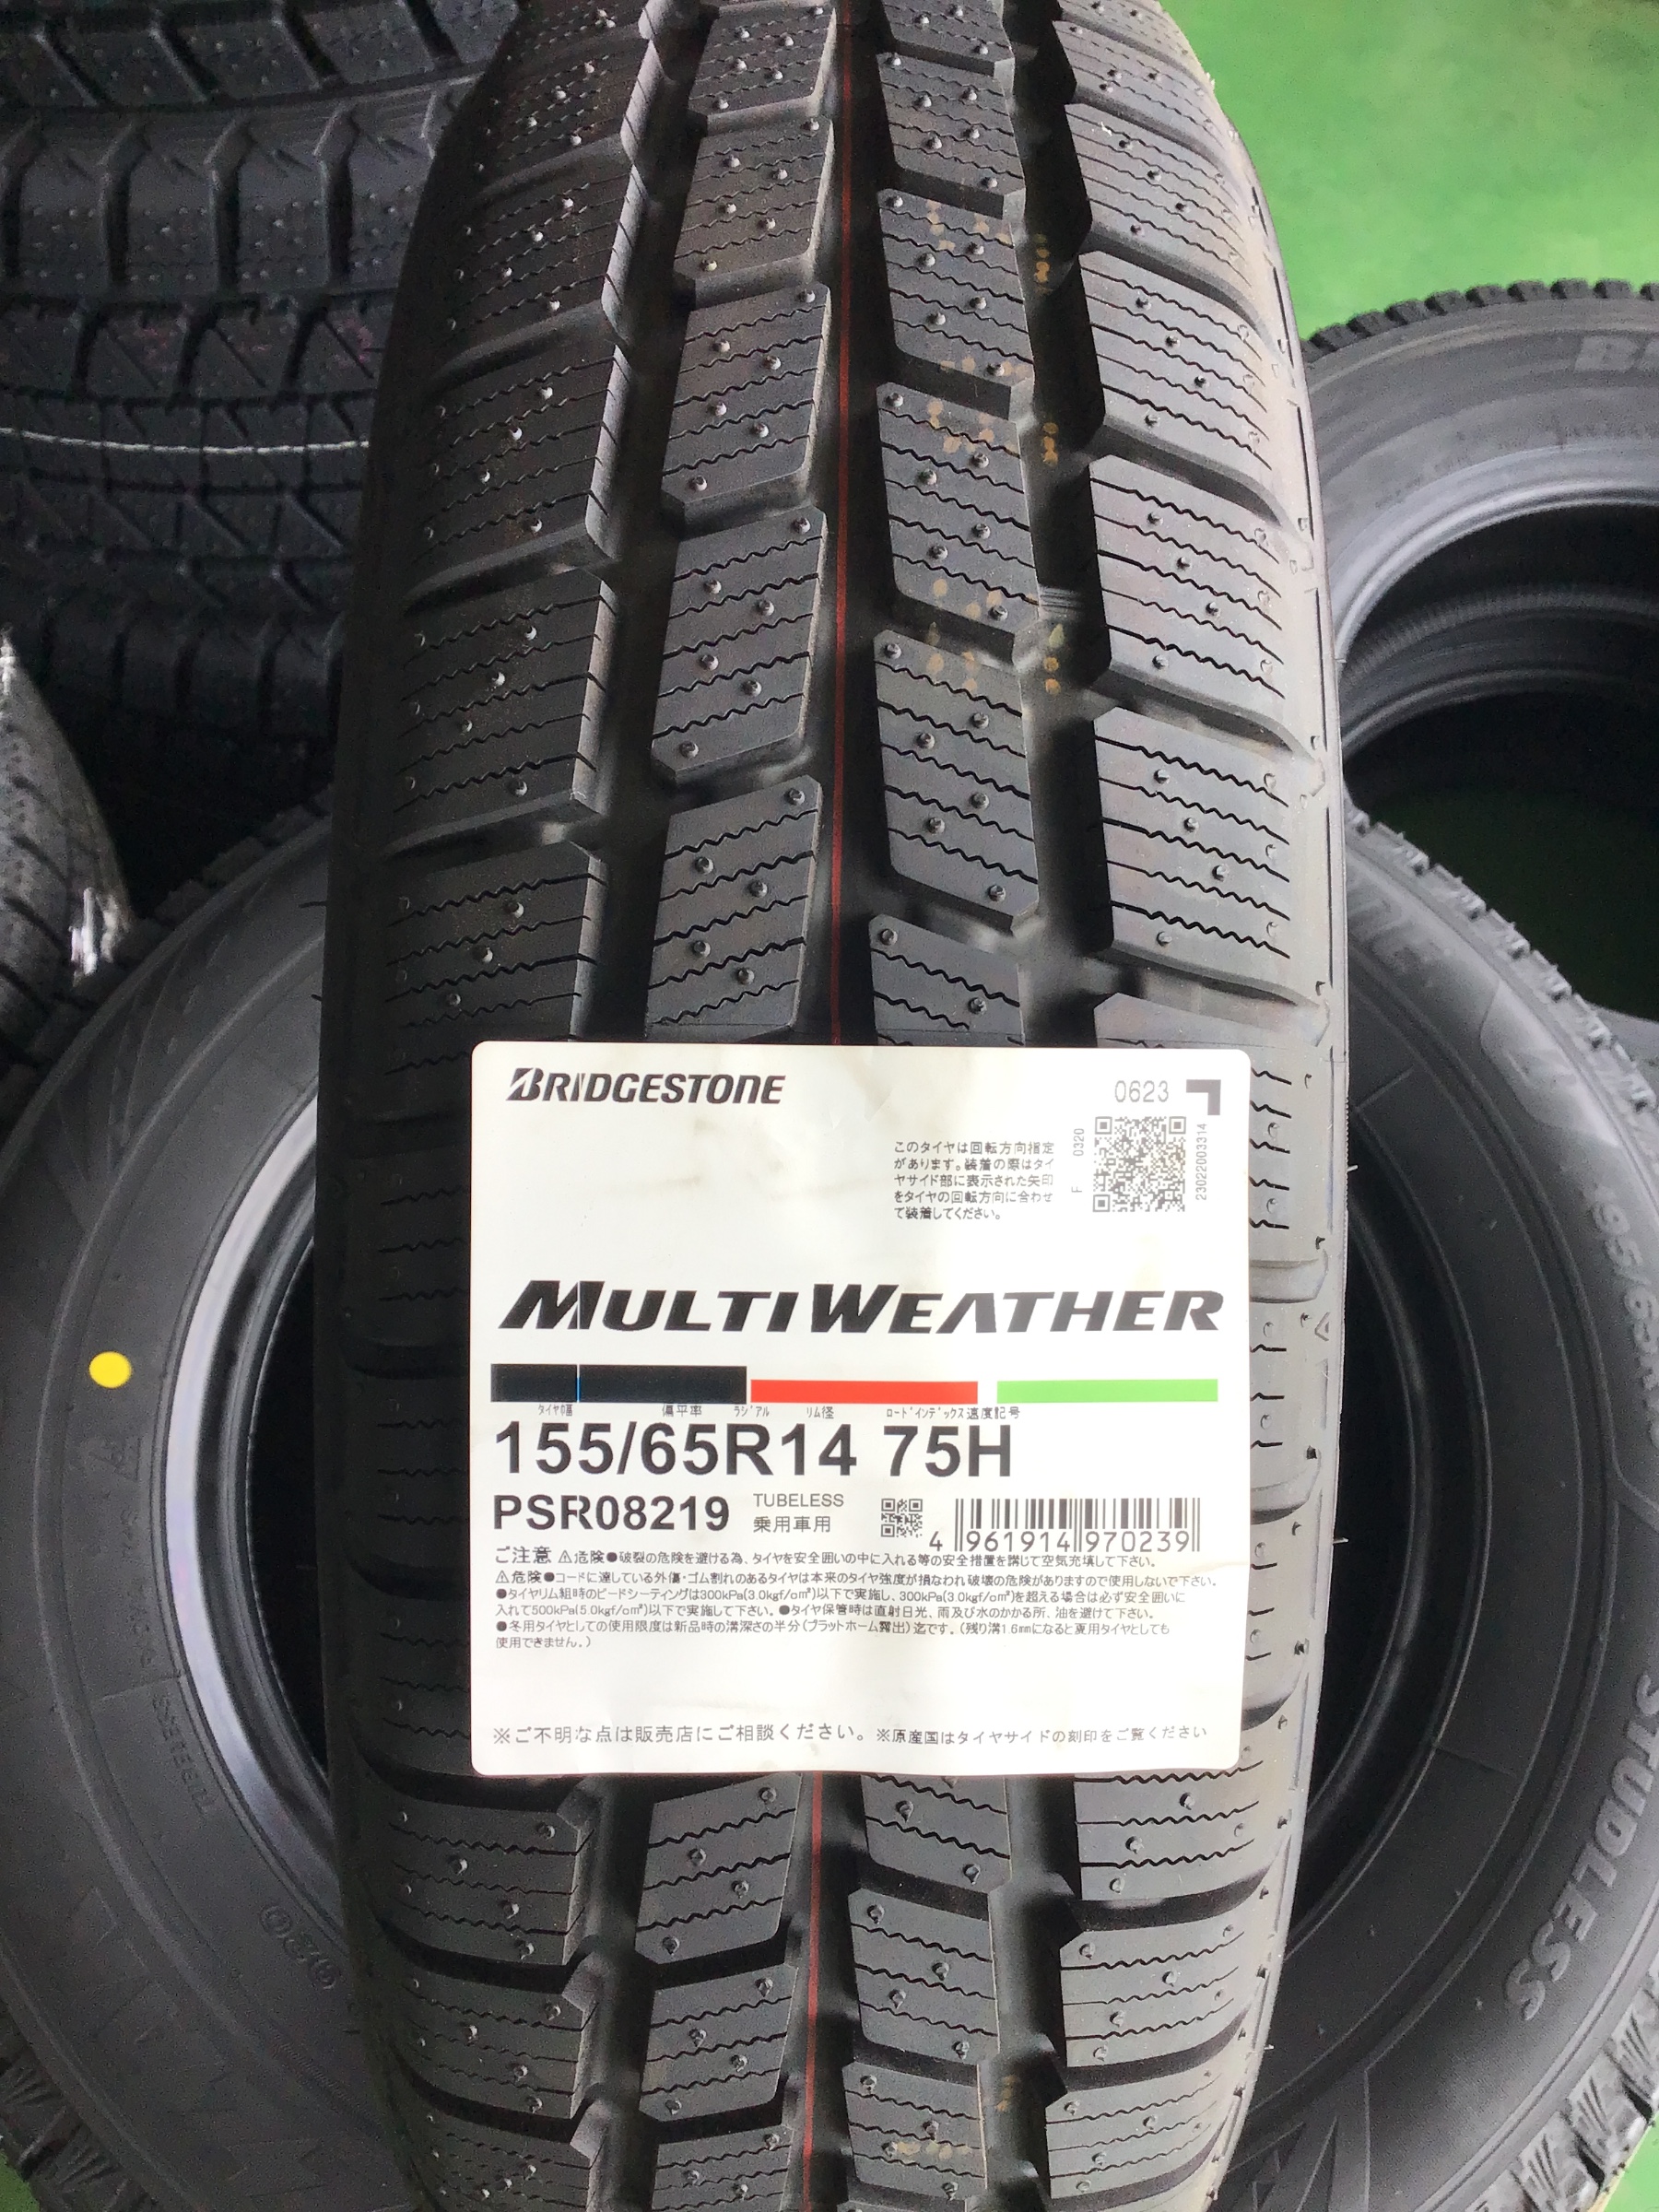 BRIDGESTONE
0623
このタイヤは回転方向指定
があります。装着の際はタイ
ヤサイド部に表示された矢印
をタイヤの回転方向に合わせ
て装着してください。
F 0320
23022003314
MULTIWEATHER
タイヤの幅 偏平率 ラジアル リム径 ロードインデックス 速度記号
155/65R14 75H
PSR08219 TUBELESS
乗用車用
4 961914 970239
ご注意 ⚠危険●破裂の危険を避ける為、タイヤを安全囲いの中に入れる等の安全措置を講じて空気充填して下さい。
⚠危険●コードに達している外傷・ゴム割れのあるタイヤは本来のタイヤ強度が損なわれ破壊の危険がありますので使用しないで下さい。
●タイヤリム組時のビードシーティングは300kPa(3.0kgf/cm²)以下で実施し、300kPa(3.0kgf/cm²)を超える場合は必ず安全囲いに
入れて500kPa(5.0kgf/cm²)以下で実施して下さい。●タイヤ保管時は直射日光、雨及び水のかかる所、油を避けて下さい。
●冬用タイヤとしての使用限度は新品時の溝深さの半分(プラットホーム露出)迄です。(残り溝1.6mmになると夏用タイヤとしても
使用できません。)
※ご不明な点は販売店にご相談ください。※原産国はタイヤサイドの刻印をご覧ください
STUDLESS